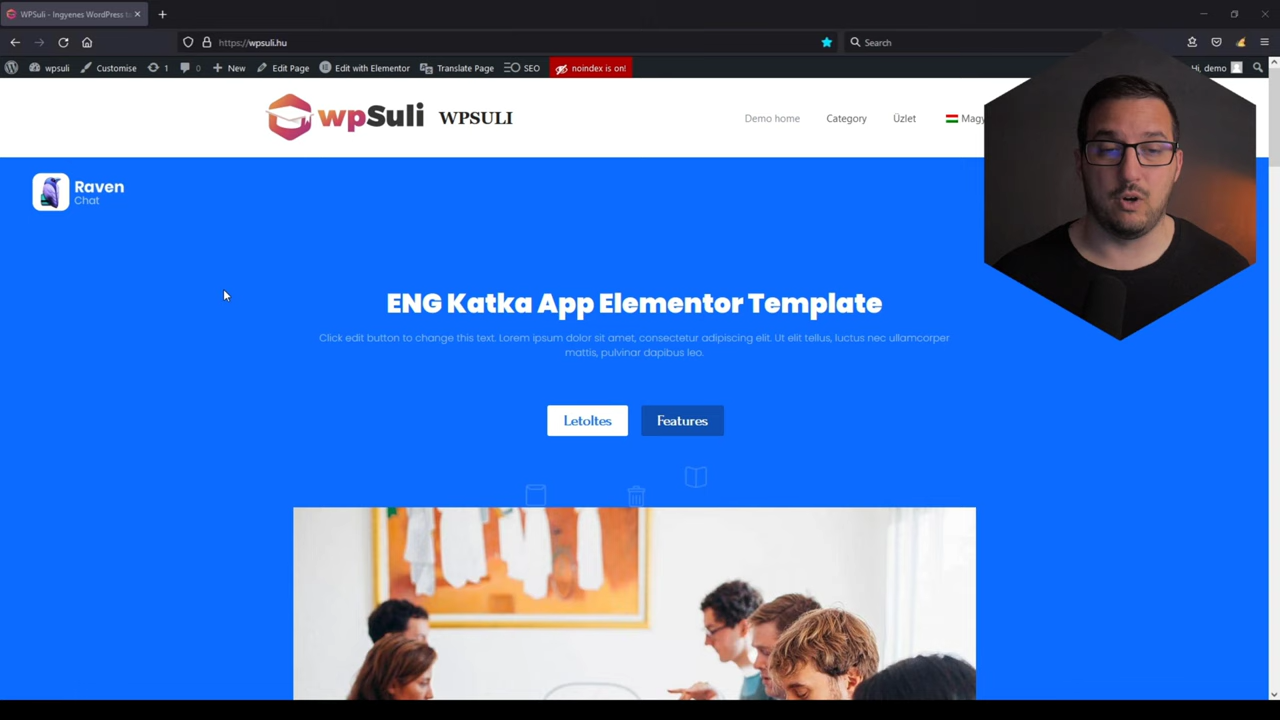 WPSuli - Ingyenes WordPress t
https://wpsuli.hu
Search
wpsuli
Customise
1
0
New
Edit Page
Edit with Elementor
Translate Page
SEO
noindex is on!
Hi, demo
wpSuli
WPSULI
Demo home
Category
Üzlet
Magy
Raven
Chat
ENG Katka App Elementor Template
Click edit button to change this text. Lorem ipsum dolor sit amet, consectetur adipiscing elit. Ut elit tellus, luctus nec ullamcorper
mattis, pulvinar dapibus leo.
Letoltes
Features